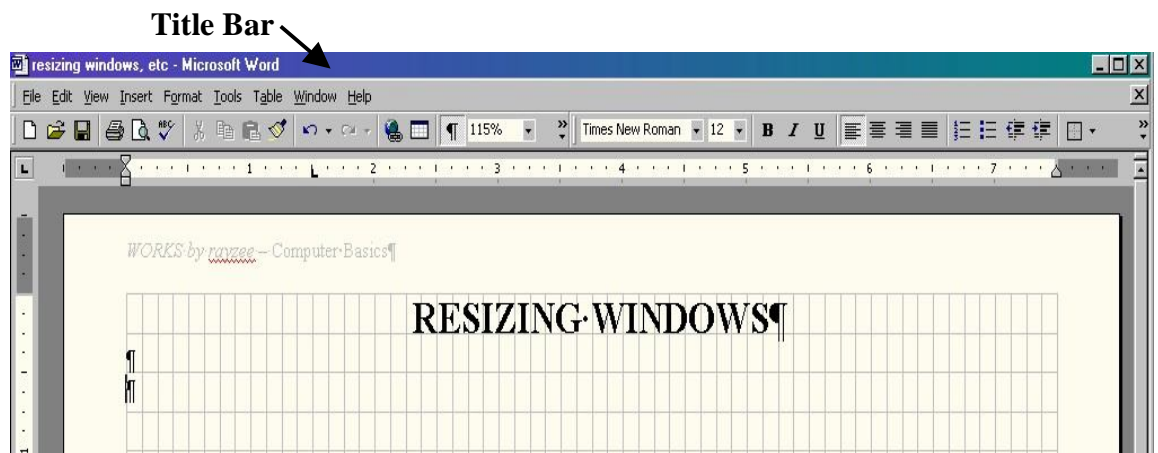 Title Bar
resizing windows, etc - Microsoft Word
File Edit View Insert Format Tools Table Window Help
ABC 115% Times New Roman 12 B I U
1 2 3 4 5 6 7
WORKS·by·rayzee·–·Computer·Basics¶
RESIZING·WINDOWS¶
¶
¶